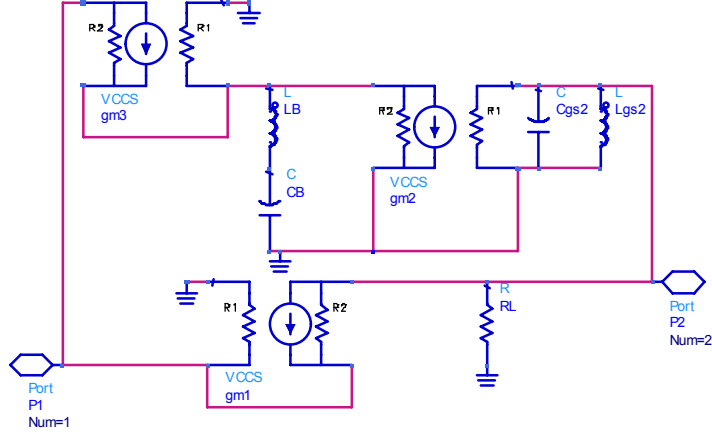 R2
R1
VCCS
gm3
L
LB
C
CB
R2
R1
VCCS
gm2
C
Cgs2
L
Lgs2
R1
R2
VCCS
gm1
R
RL
Port
P2
Num=2
Port
P1
Num=1